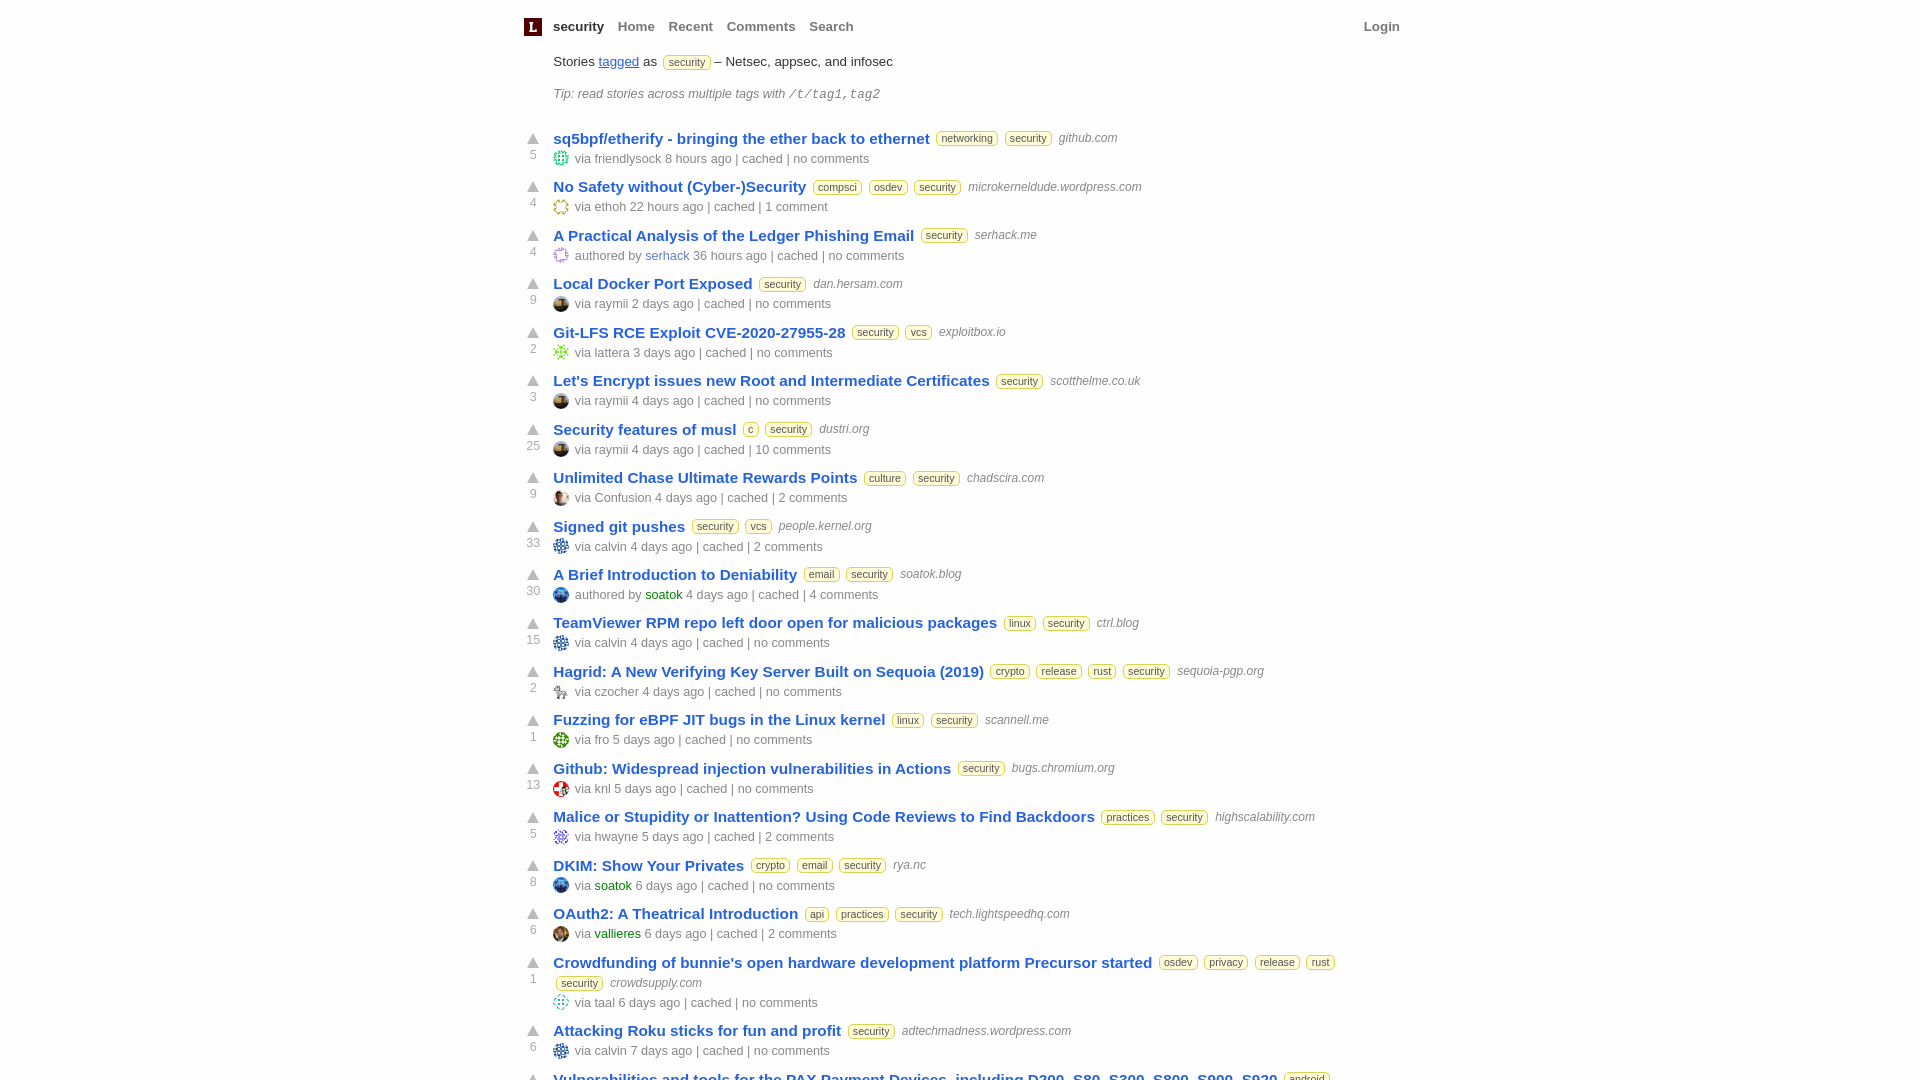 L security Home Recent Comments Search Login
Stories tagged as security – Netsec, appsec, and infosec
Tip: read stories across multiple tags with /t/tag1,tag2
sq5bpf/etherify - bringing the ether back to ethernet networking security github.com
5 via friendlysock 8 hours ago | cached | no comments
No Safety without (Cyber-)Security compsci osdev security microkerneldude.wordpress.com
4 via ethoh 22 hours ago | cached | 1 comment
A Practical Analysis of the Ledger Phishing Email security serhack.me
4 authored by serhack 36 hours ago | cached | no comments
Local Docker Port Exposed security dan.hersam.com
9 via raymii 2 days ago | cached | no comments
Git-LFS RCE Exploit CVE-2020-27955-28 security vcs exploitbox.io
2 via lattera 3 days ago | cached | no comments
Let's Encrypt issues new Root and Intermediate Certificates security scotthelme.co.uk
3 via raymii 4 days ago | cached | no comments
Security features of musl c security dustri.org
25 via raymii 4 days ago | cached | 10 comments
Unlimited Chase Ultimate Rewards Points culture security chadscira.com
9 via Confusion 4 days ago | cached | 2 comments
Signed git pushes security vcs people.kernel.org
33 via calvin 4 days ago | cached | 2 comments
A Brief Introduction to Deniability email security soatok.blog
30 authored by soatok 4 days ago | cached | 4 comments
TeamViewer RPM repo left door open for malicious packages linux security ctrl.blog
15 via calvin 4 days ago | cached | no comments
Hagrid: A New Verifying Key Server Built on Sequoia (2019) crypto release rust security sequoia-pgp.org
2 via czocher 4 days ago | cached | no comments
Fuzzing for eBPF JIT bugs in the Linux kernel linux security scannell.me
1 via fro 5 days ago | cached | no comments
Github: Widespread injection vulnerabilities in Actions security bugs.chromium.org
13 via knl 5 days ago | cached | no comments
Malice or Stupidity or Inattention? Using Code Reviews to Find Backdoors practices security highscalability.com
5 via hwayne 5 days ago | cached | 2 comments
DKIM: Show Your Privates crypto email security rya.nc
8 via soatok 6 days ago | cached | no comments
OAuth2: A Theatrical Introduction api practices security tech.lightspeedhq.com
6 via vallieres 6 days ago | cached | 2 comments
Crowdfunding of bunnie's open hardware development platform Precursor started osdev privacy release rust
1 security crowdsupply.com
via taal 6 days ago | cached | no comments
Attacking Roku sticks for fun and profit security adtechmadness.wordpress.com
6 via calvin 7 days ago | cached | no comments
Vulnerabilities and tools for the PAX Payment Devices, including D200, S80, S300, S800, S900, S920 android